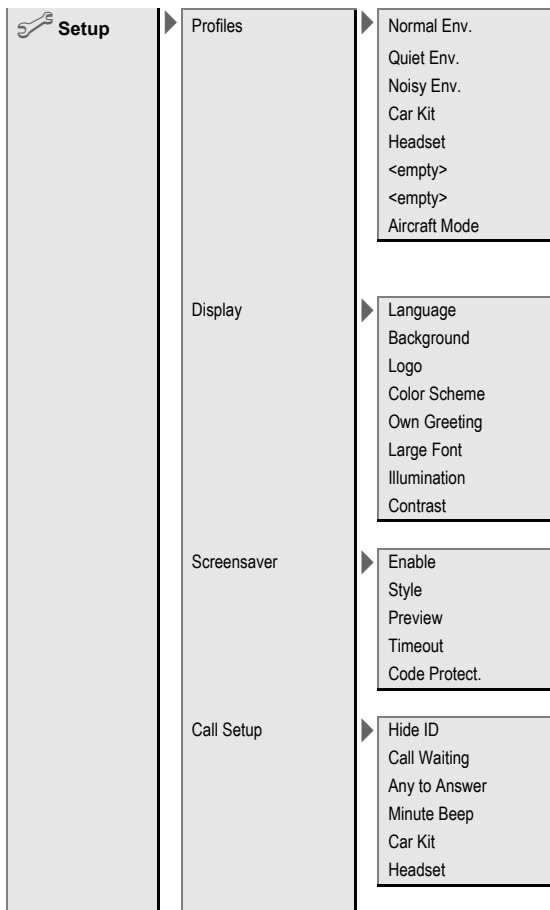 Setup
Profiles
Normal Env.
Quiet Env.
Noisy Env.
Car Kit
Headset
<empty>
<empty>
Aircraft Mode
Display
Language
Background
Logo
Color Scheme
Own Greeting
Large Font
Illumination
Contrast
Screensaver
Enable
Style
Preview
Timeout
Code Protect.
Call Setup
Hide ID
Call Waiting
Any to Answer
Minute Beep
Car Kit
Headset